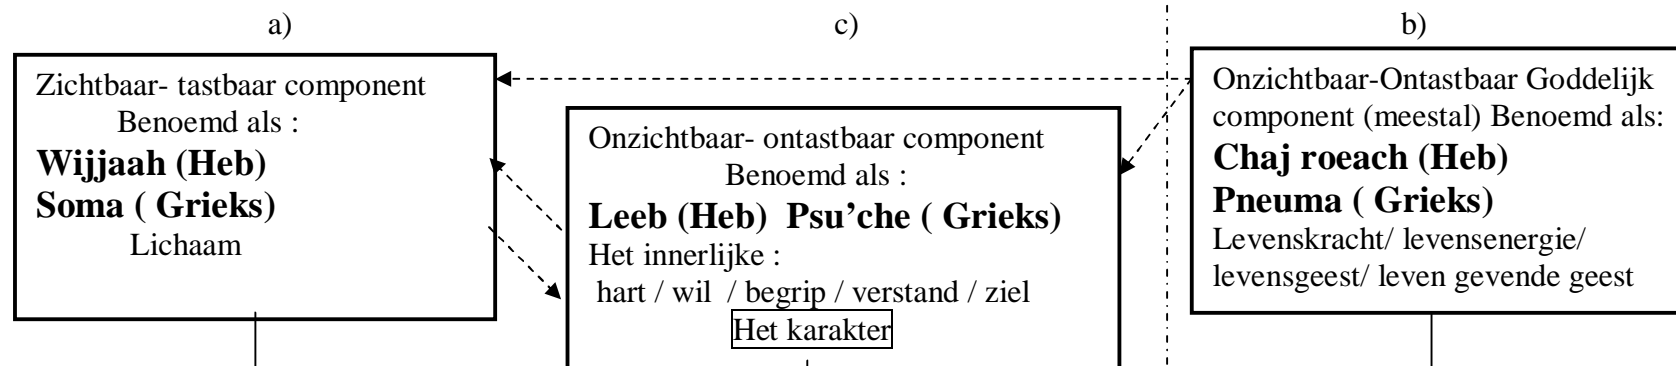 a)
Zichtbaar- tastbaar component
Benoemd als :
Wijjaah (Heb)
Soma ( Grieks)
Lichaam
c)
Onzichtbaar- ontastbaar component
Benoemd als :
Leeb (Heb) Psu’che ( Grieks)
Het innerlijke :
hart / wil / begrip / verstand / ziel
Het karakter
b)
Onzichtbaar-Ontastbaar Goddelijk
component (meestal) Benoemd als:
Chaj roeach (Heb)
Pneuma ( Grieks)
Levenskracht/ levensenergie/
levensgeest/ leven gevende geest